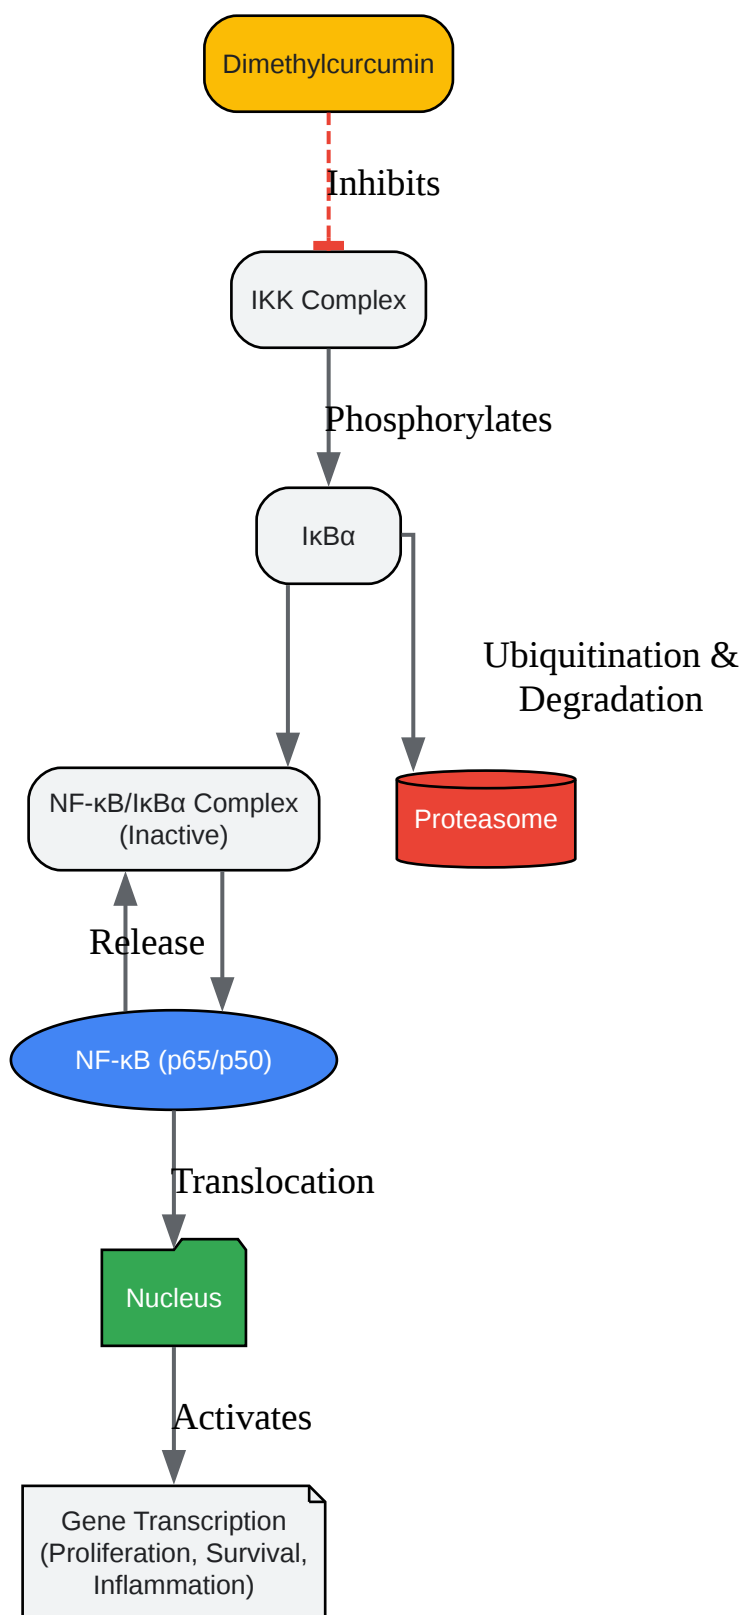 Dimethylcurcumin
Inhibits
IKK Complex
Phosphorylates
IκBα
Ubiquitination &
Degradation
NF-κB/IκBα Complex
(Inactive)
Proteasome
Release
NF-κB (p65/p50)
Translocation
Nucleus
Activates
Gene Transcription
(Proliferation, Survival,
Inflammation)